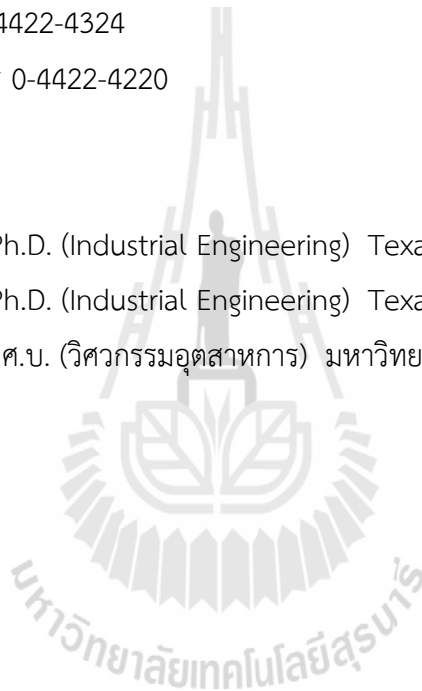 4422-4324
0-4422-4220
Ph.D. (Industrial Engineering) Texa
Ph.D. (Industrial Engineering) Texa
ศ.บ. (วิศวกรรมอุตสาหการ) มหาวิทย
มหาวิทยาลัยเทคโนโลยีสุรนารี